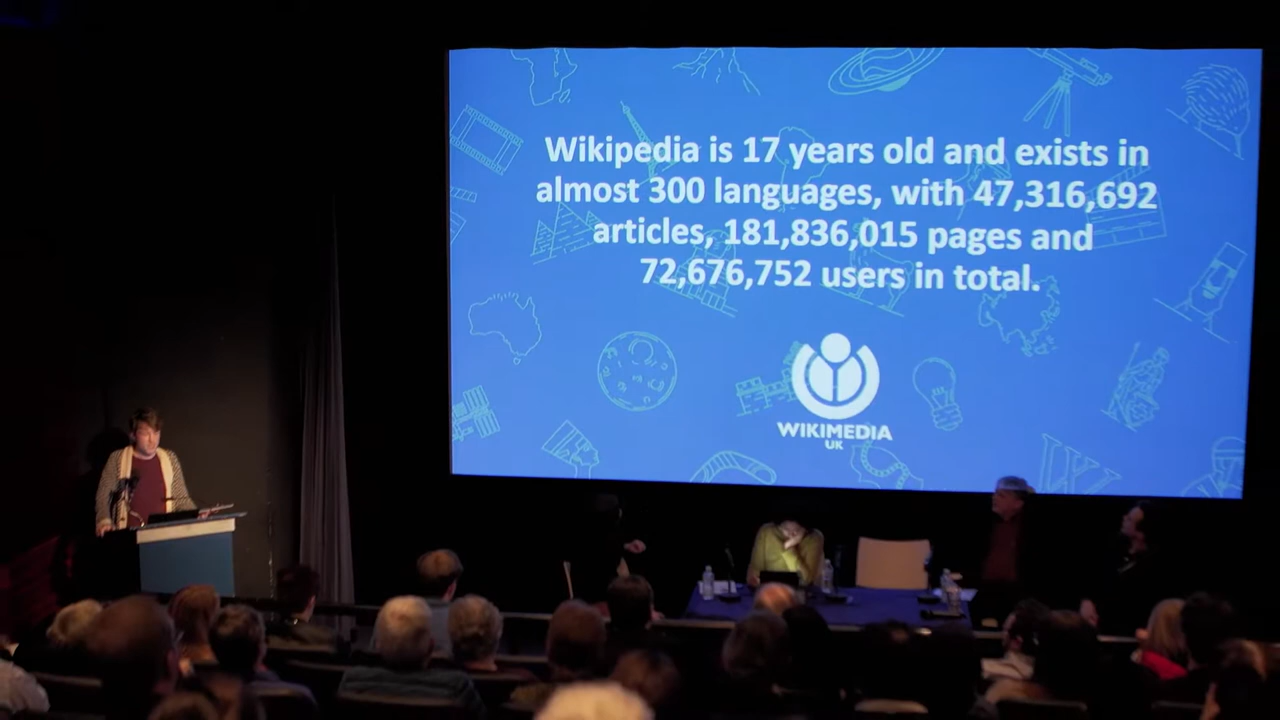 Wikipedia is 17 years old and exists in
almost 300 languages, with 47,316,692
articles, 181,836,015 pages and
72,676,752 users in total.
WIKIMEDIA
UK